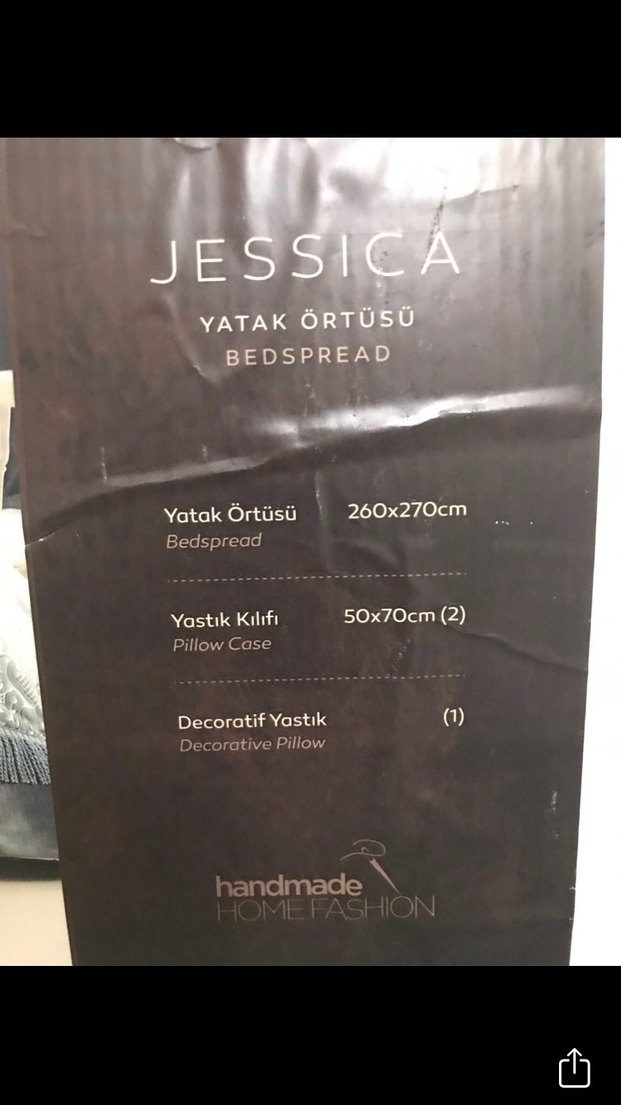 JESSICA
YATAK ÖRTÜSÜ
BEDSPREAD
Yatak Örtüsü 260x270cm
Bedspread
Yastık Kılıfı 50x70cm (2)
Pillow Case
Decoratif Yastık (1)
Decorative Pillow
handmade
HOME FASHION